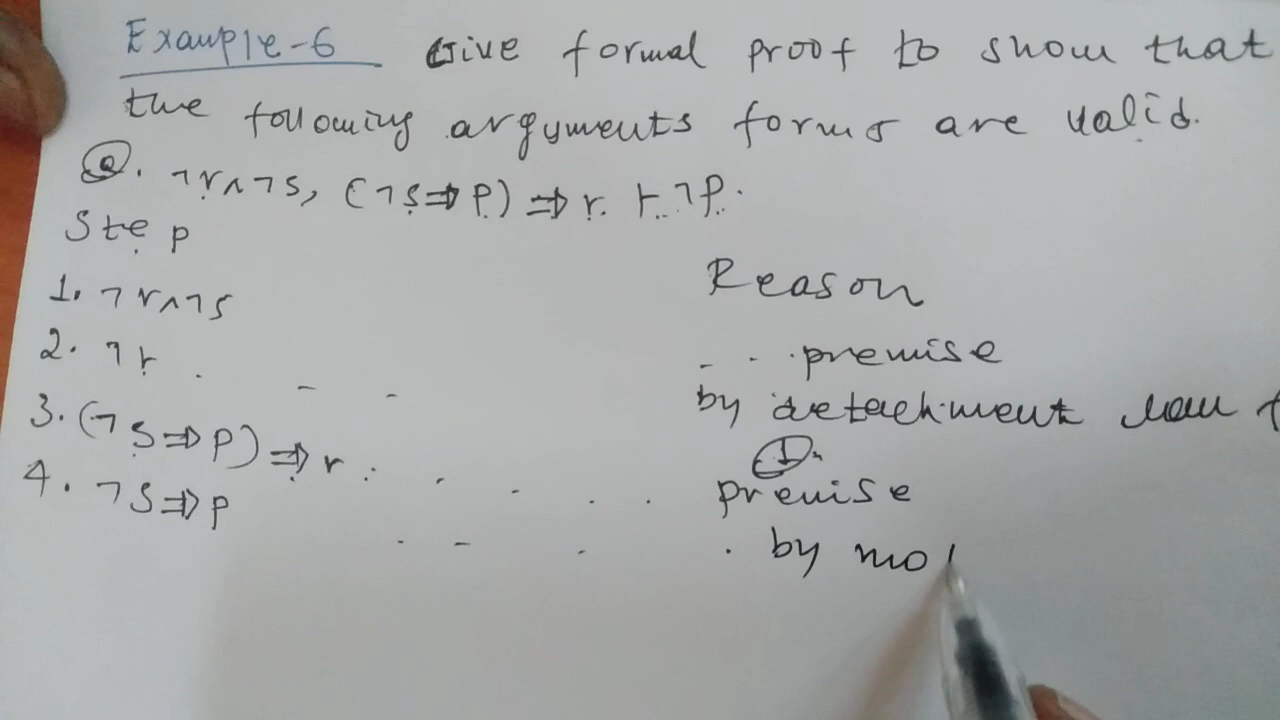 Example-6 Give formal proof to show that
the following arguments forms are valid.
a. ¬r∧¬s, (¬s⇒p)⇒r ⊢ ¬p.
Step
Reason
1. ¬r∧¬s
premise
2. ¬r
by detachment law f
1.
3. (¬s⇒p)⇒r
premise
4. ¬s⇒p
by mo